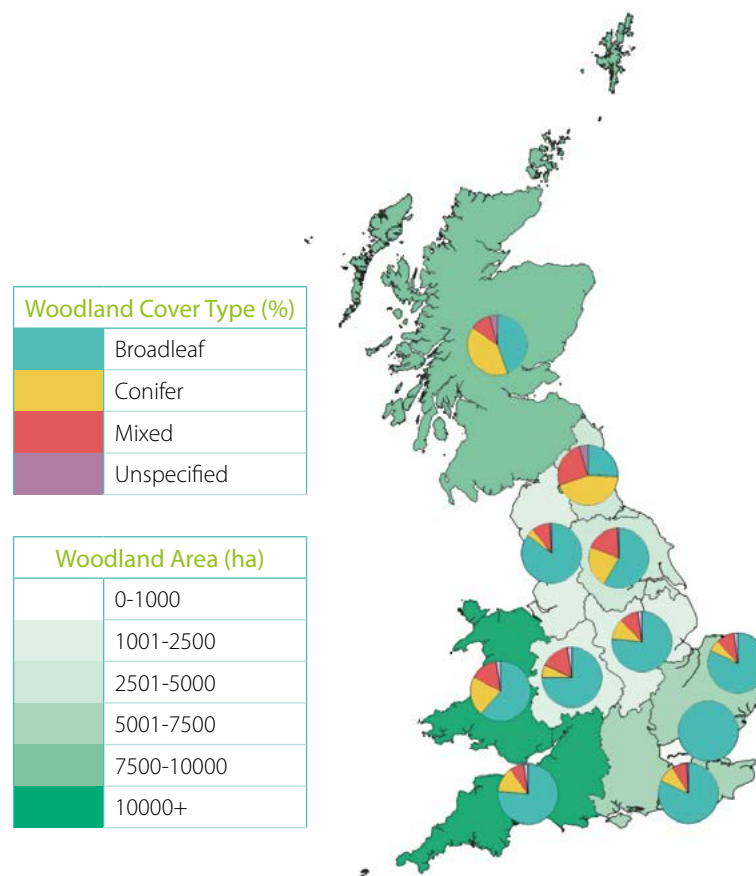 Woodland Cover Type (%)
Broadleaf
Conifer
Mixed
Unspecified
Woodland Area (ha)
0-1000
1001-2500
2501-5000
5001-7500
7500-10000
10000+